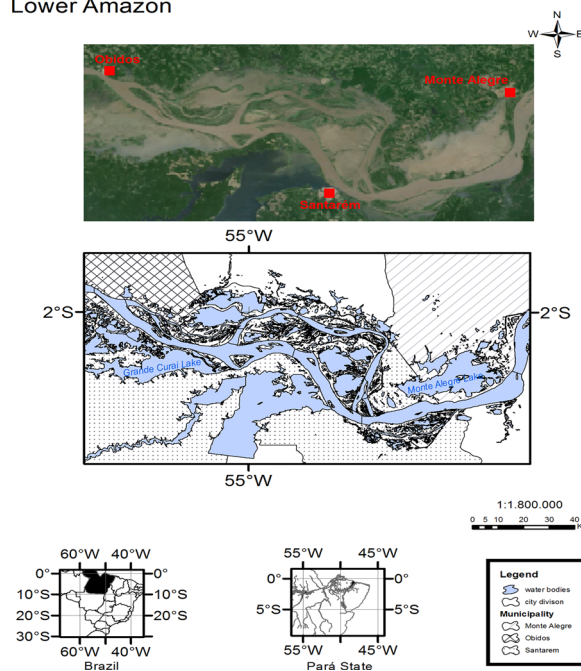 Lower Amazon
N
W E
S
Obidos
Monte Alegre
Santarem
55°W
2°S 2°S
Grande Curai Lake
Monte Alegre Lake
55°W
1:1.800.000
0 5 10 20 30 40
K
60°W 40°W
0° 0°
10°S 10°S
20°S 20°S
30°S 30°S
60°W 40°W
Brazil
55°W 45°W
0° 0°
5°S 5°S
55°W 45°W
Pará State
Legend
water bodies
city divison
Municipality
Monte Alegre
Obidos
Santarem